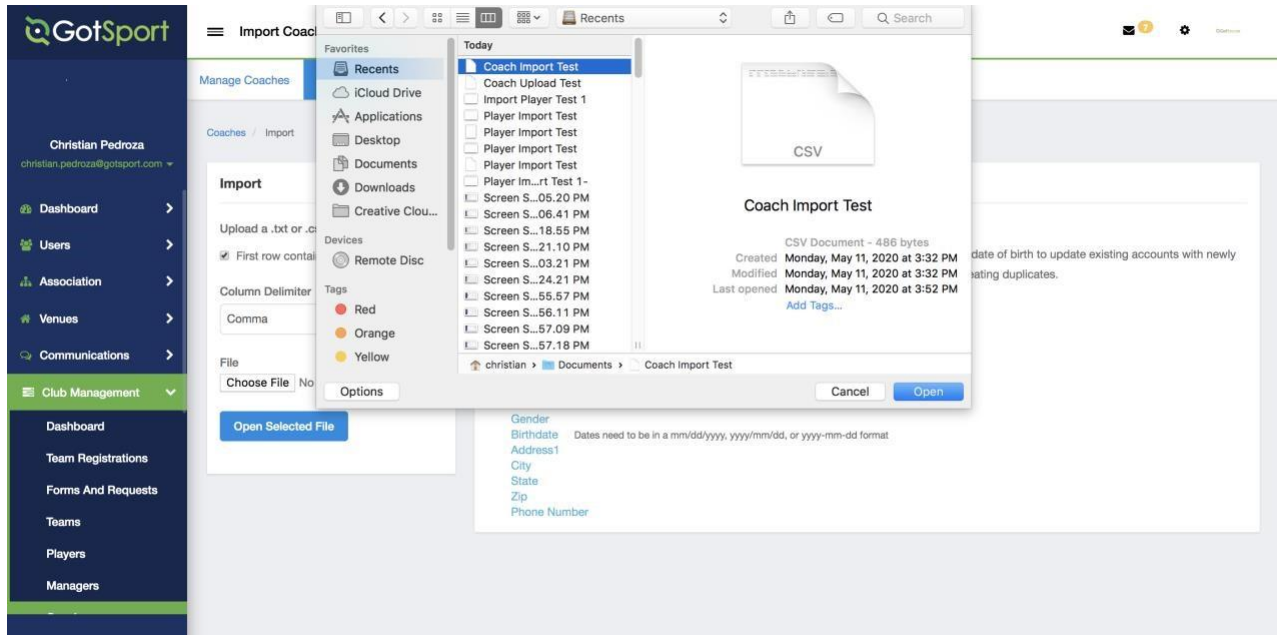 GotSport
Import Coac
Recents
Search
7
Manage Coaches
Coaches / Import
Christian Pedroza
christian.pedroza@gotsport.com
Dashboard
Users
Association
Venues
Communications
Club Management
Dashboard
Team Registrations
Forms And Requests
Teams
Players
Managers
Import
Upload a .txt or .c
First row contai
Column Delimiter
Comma
File
Choose File No
Open Selected File
Favorites
Recents
iCloud Drive
Applications
Desktop
Documents
Downloads
Creative Clou...
Devices
Remote Disc
Tags
Red
Orange
Yellow
Today
Coach Import Test
Coach Upload Test
Import Player Test 1
Player Import Test
Player Import Test
Player Import Test
Player Import Test
Player Im...rt Test 1-
Screen S...05.20 PM
Screen S...06.41 PM
Screen S...18.55 PM
Screen S...21.10 PM
Screen S...03.21 PM
Screen S...24.21 PM
Screen S...55.57 PM
Screen S...56.11 PM
Screen S...57.09 PM
Screen S...57.18 PM
CSV
Coach Import Test
CSV Document - 486 bytes
Created Monday, May 11, 2020 at 3:32 PM
Modified Monday, May 11, 2020 at 3:32 PM
Last opened Monday, May 11, 2020 at 3:52 PM
Add Tags...
christian › Documents › Coach Import Test
Options
Cancel
Open
date of birth to update existing accounts with newly
ating duplicates.
Gender
Birthdate Dates need to be in a mm/dd/yyyy, yyyy/mm/dd, or yyyy-mm-dd format
Address1
City
State
Zip
Phone Number